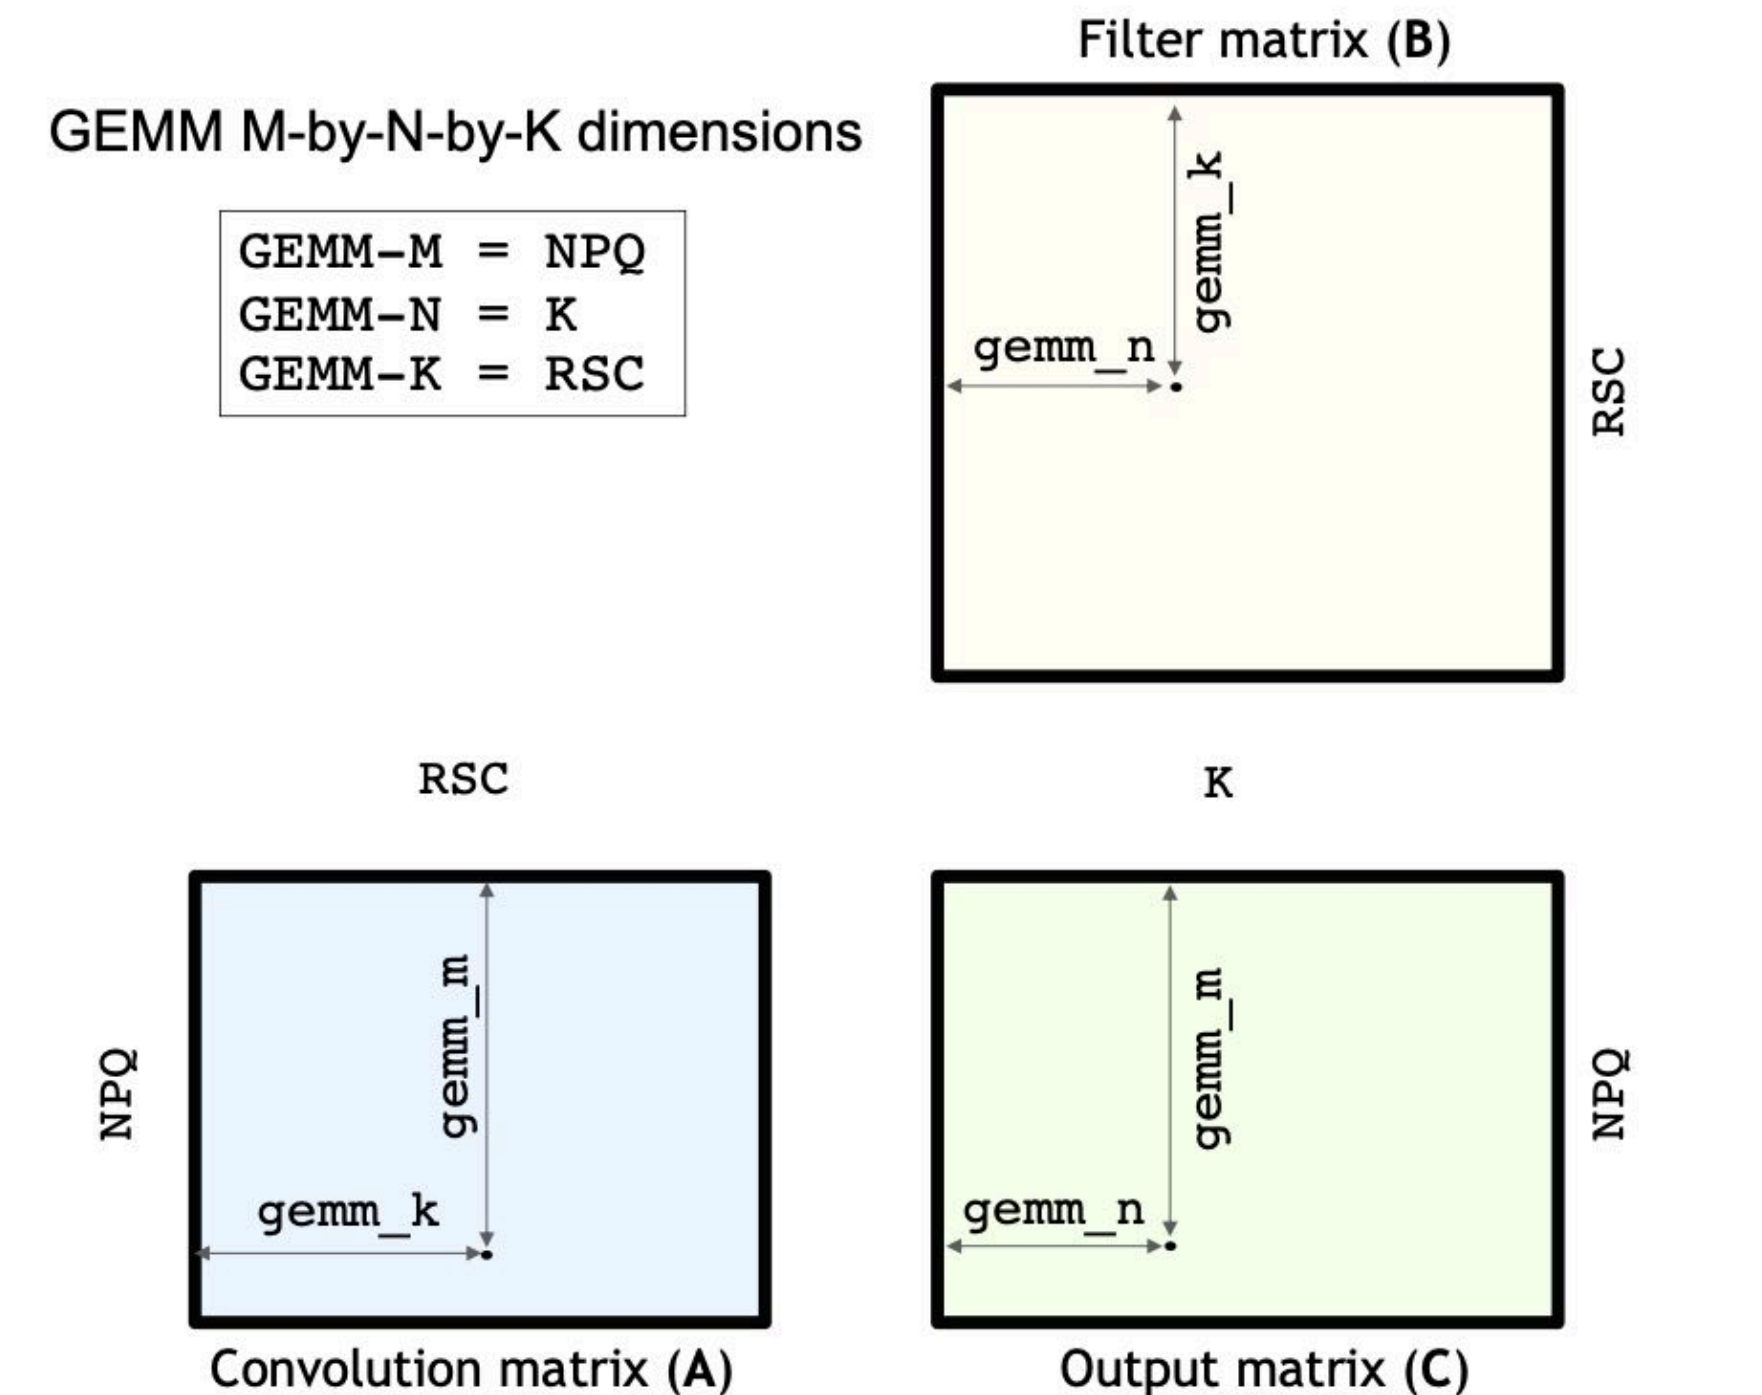 Filter matrix (B)
GEMM M-by-N-by-K dimensions
GEMM-M = NPQ
GEMM-N = K
GEMM-K = RSC
gemm_k
gemm_n
RSC
RSC
K
NPQ
gemm_m
gemm_k
gemm_m
gemm_n
NPQ
Convolution matrix (A)
Output matrix (C)